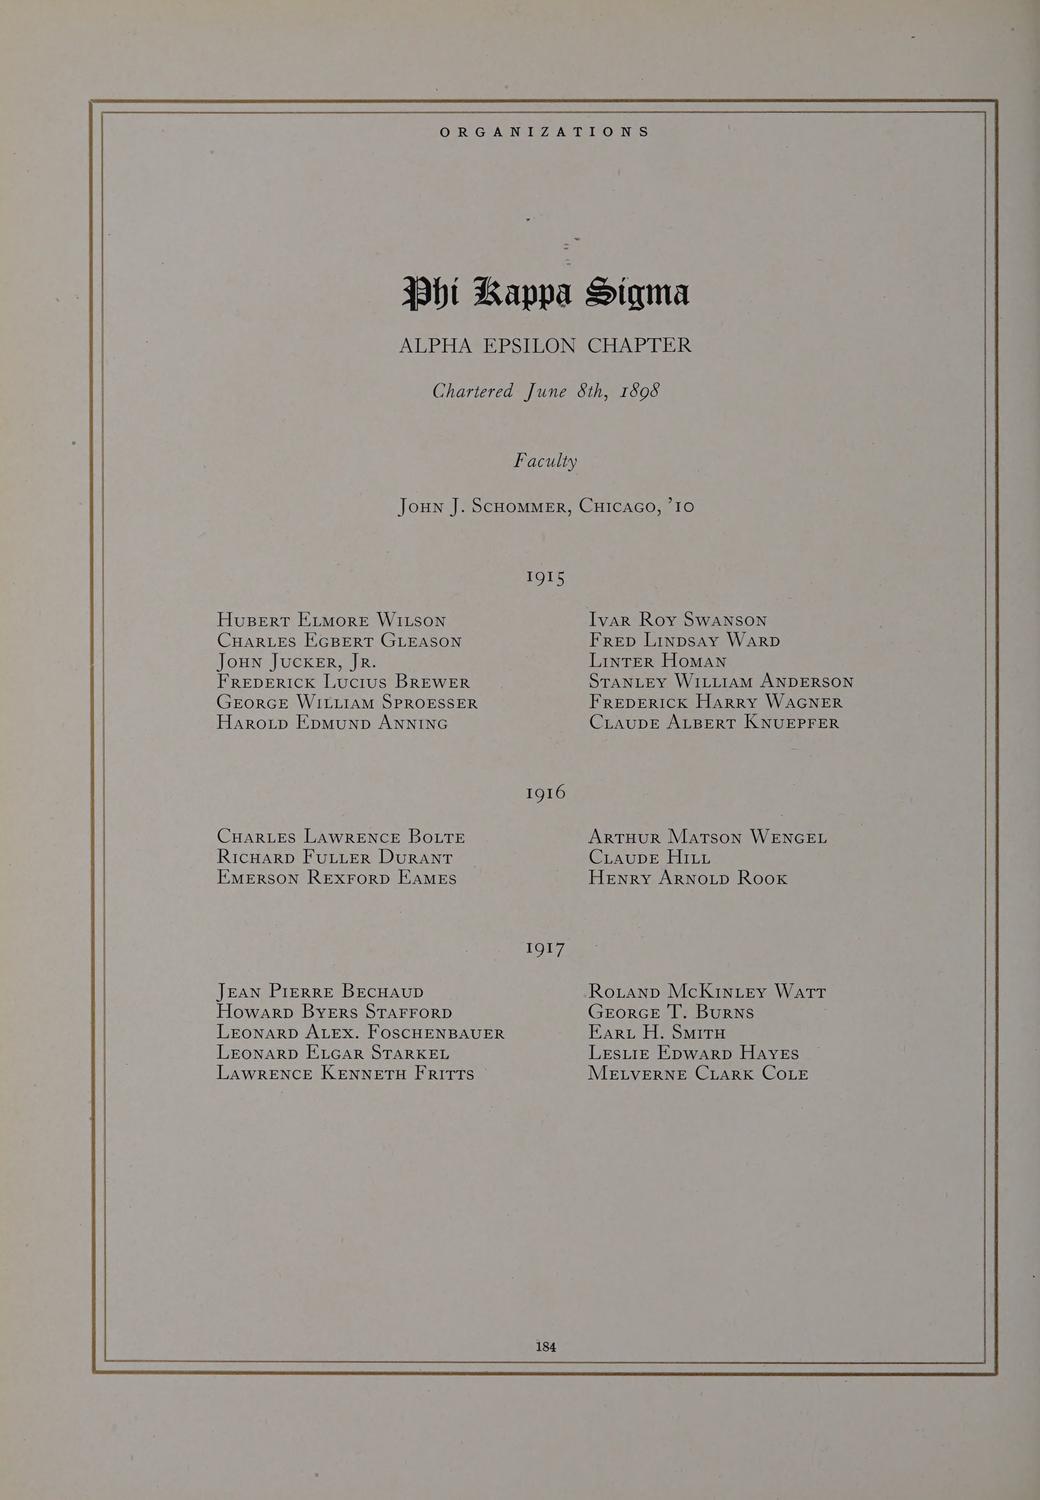 ORGANIZATIONS
Phi Kappa Sigma
ALPHA EPSILON CHAPTER
Chartered June 8th, 1898
Faculty
John J. Schommer, Chicago, ’10
1915
Hubert Elmore Wilson
Charles Egbert Gleason
John Jucker, Jr.
Frederick Lucius Brewer
George William Sproesser
Harold Edmund Anning
Ivar Roy Swanson
Fred Lindsay Ward
Linter Homan
Stanley William Anderson
Frederick Harry Wagner
Claude Albert Knuepfer
1916
Charles Lawrence Bolte
Richard Fuller Durant
Emerson Rexford Eames
Arthur Matson Wengel
Claude Hill
Henry Arnold Rook
1917
Jean Pierre Bechaud
Howard Byers Stafford
Leonard Alex. Foschenbauer
Leonard Elgar Starkel
Lawrence Kenneth Fritts
Roland McKinley Watt
George T. Burns
Earl H. Smith
Leslie Edward Hayes
Melverne Clark Cole
184